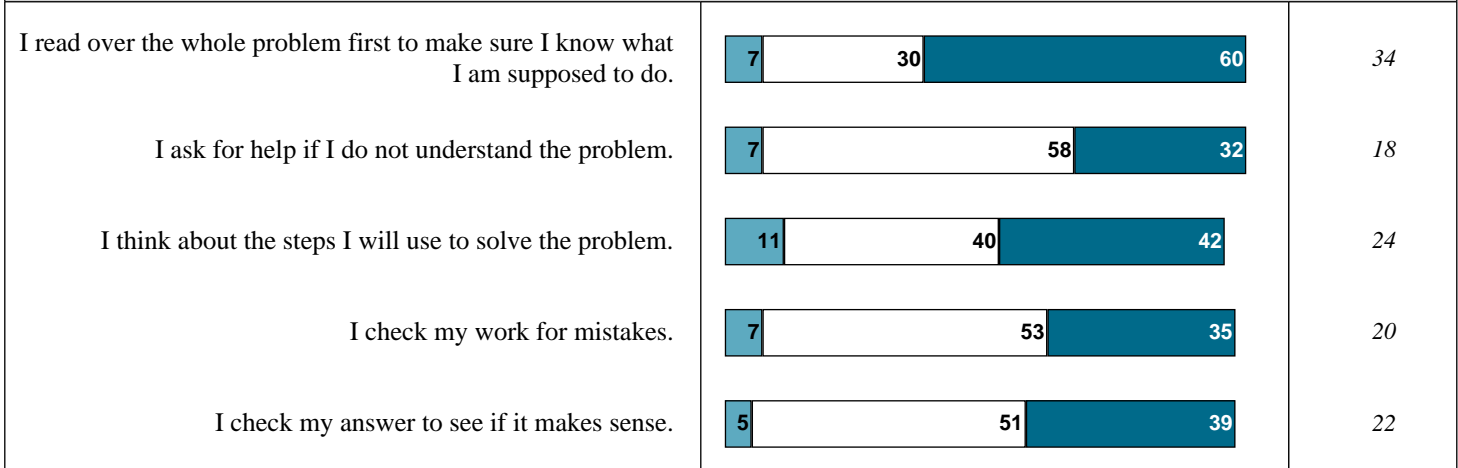 I read over the whole problem first to make sure I know what
I am supposed to do.
7 30 60 34
I ask for help if I do not understand the problem.
7 58 32 18
I think about the steps I will use to solve the problem.
11 40 42 24
I check my work for mistakes.
7 53 35 20
I check my answer to see if it makes sense.
5 51 39 22